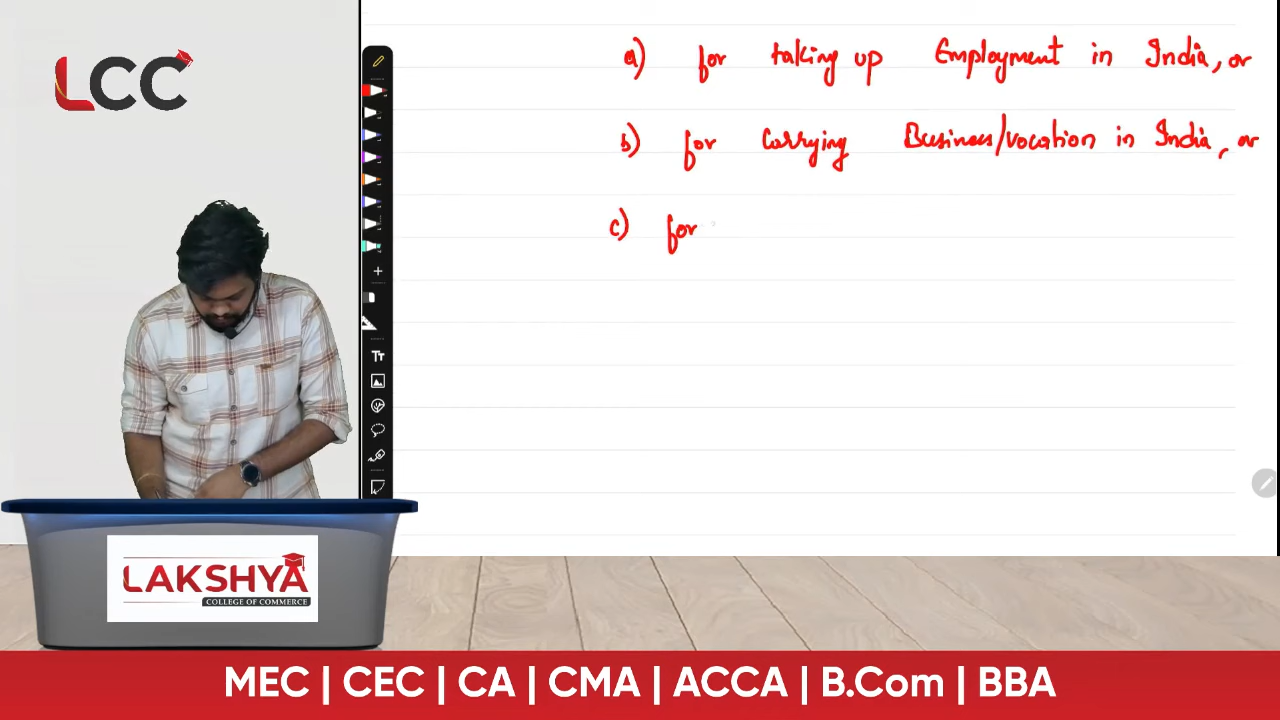 LCC
a) for taking up Employment in India, or
b) for carrying Business/vocation in India, or
c) for
Tt
LAKSHYA
COLLEGE OF COMMERCE
MEC | CEC | CA | CMA | ACCA | B.Com | BBA